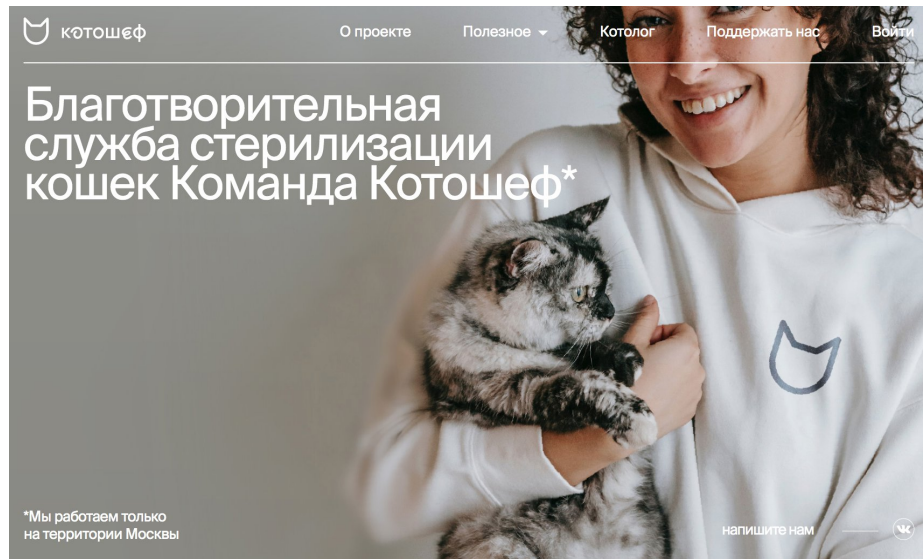 котошеф
О проекте
Полезное
Котолог
Поддержать нас
Войти
Благотворительная
служба стерилизации
кошек Команда Котошеф*
*Мы работаем только
на территории Москвы
напишите нам